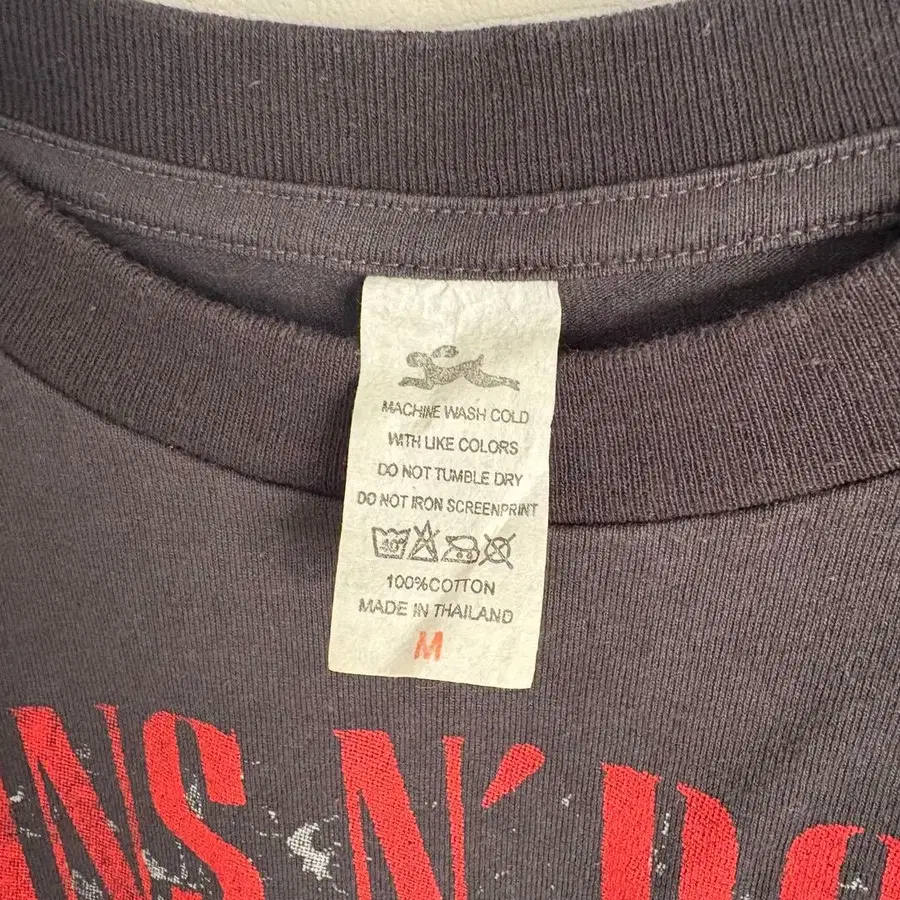 MACHINE WASH COLD
WITH LIKE COLORS
DO NOT TUMBLE DRY
DO NOT IRON SCREENPRINT
40°
100%COTTON
MADE IN THAILAND
M
NS N' R